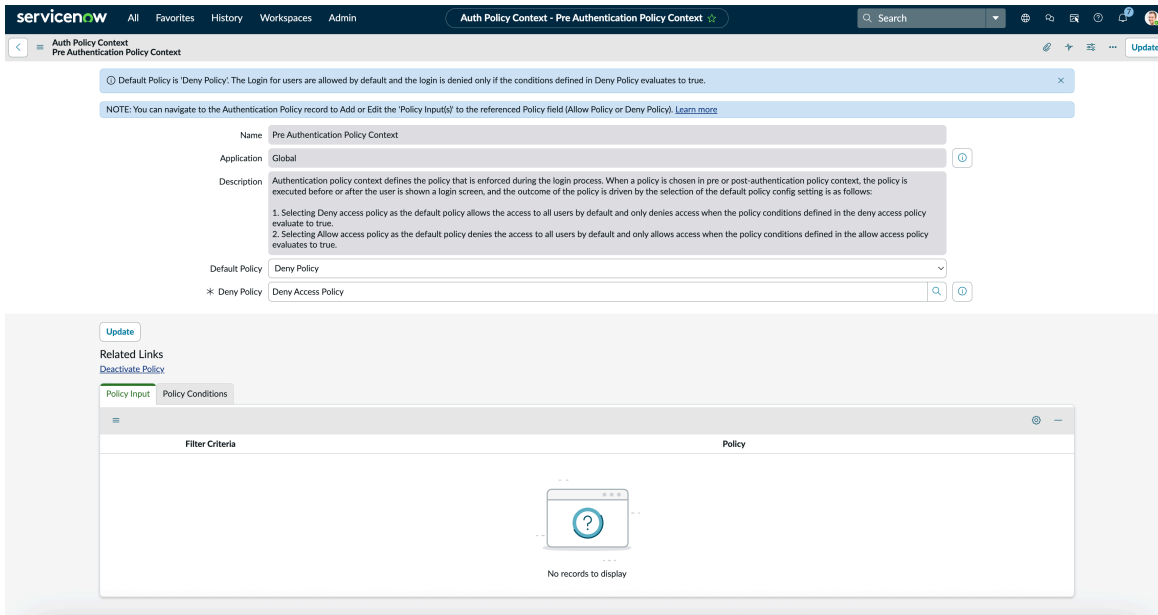 servicenow All Favorites History Workspaces Admin Auth Policy Context - Pre Authentication Policy Context Search 7
Auth Policy Context
Pre Authentication Policy Context
Update
Default Policy is 'Deny Policy'. The Login for users are allowed by default and the login is denied only if the conditions defined in Deny Policy evaluates to true.
NOTE: You can navigate to the Authentication Policy record to Add or Edit the 'Policy Input(s)' to the referenced Policy field (Allow Policy or Deny Policy). Learn more
Name Pre Authentication Policy Context
Application Global
Description Authentication policy context defines the policy that is enforced during the login process. When a policy is chosen in pre or post-authentication policy context, the policy is
executed before or after the user is shown a login screen, and the outcome of the policy is driven by the selection of the default policy config setting is as follows:
1. Selecting Deny access policy as the default policy allows the access to all users by default and only denies access when the policy conditions defined in the deny access policy
evaluate to true.
2. Selecting Allow access policy as the default policy denies the access to all users by default and only allows access when the policy conditions defined in the allow access policy
evaluates to true.
Default Policy Deny Policy
Deny Policy Deny Access Policy
Update
Related Links
Deactivate Policy
Policy Input Policy Conditions
Filter Criteria Policy
?
No records to display